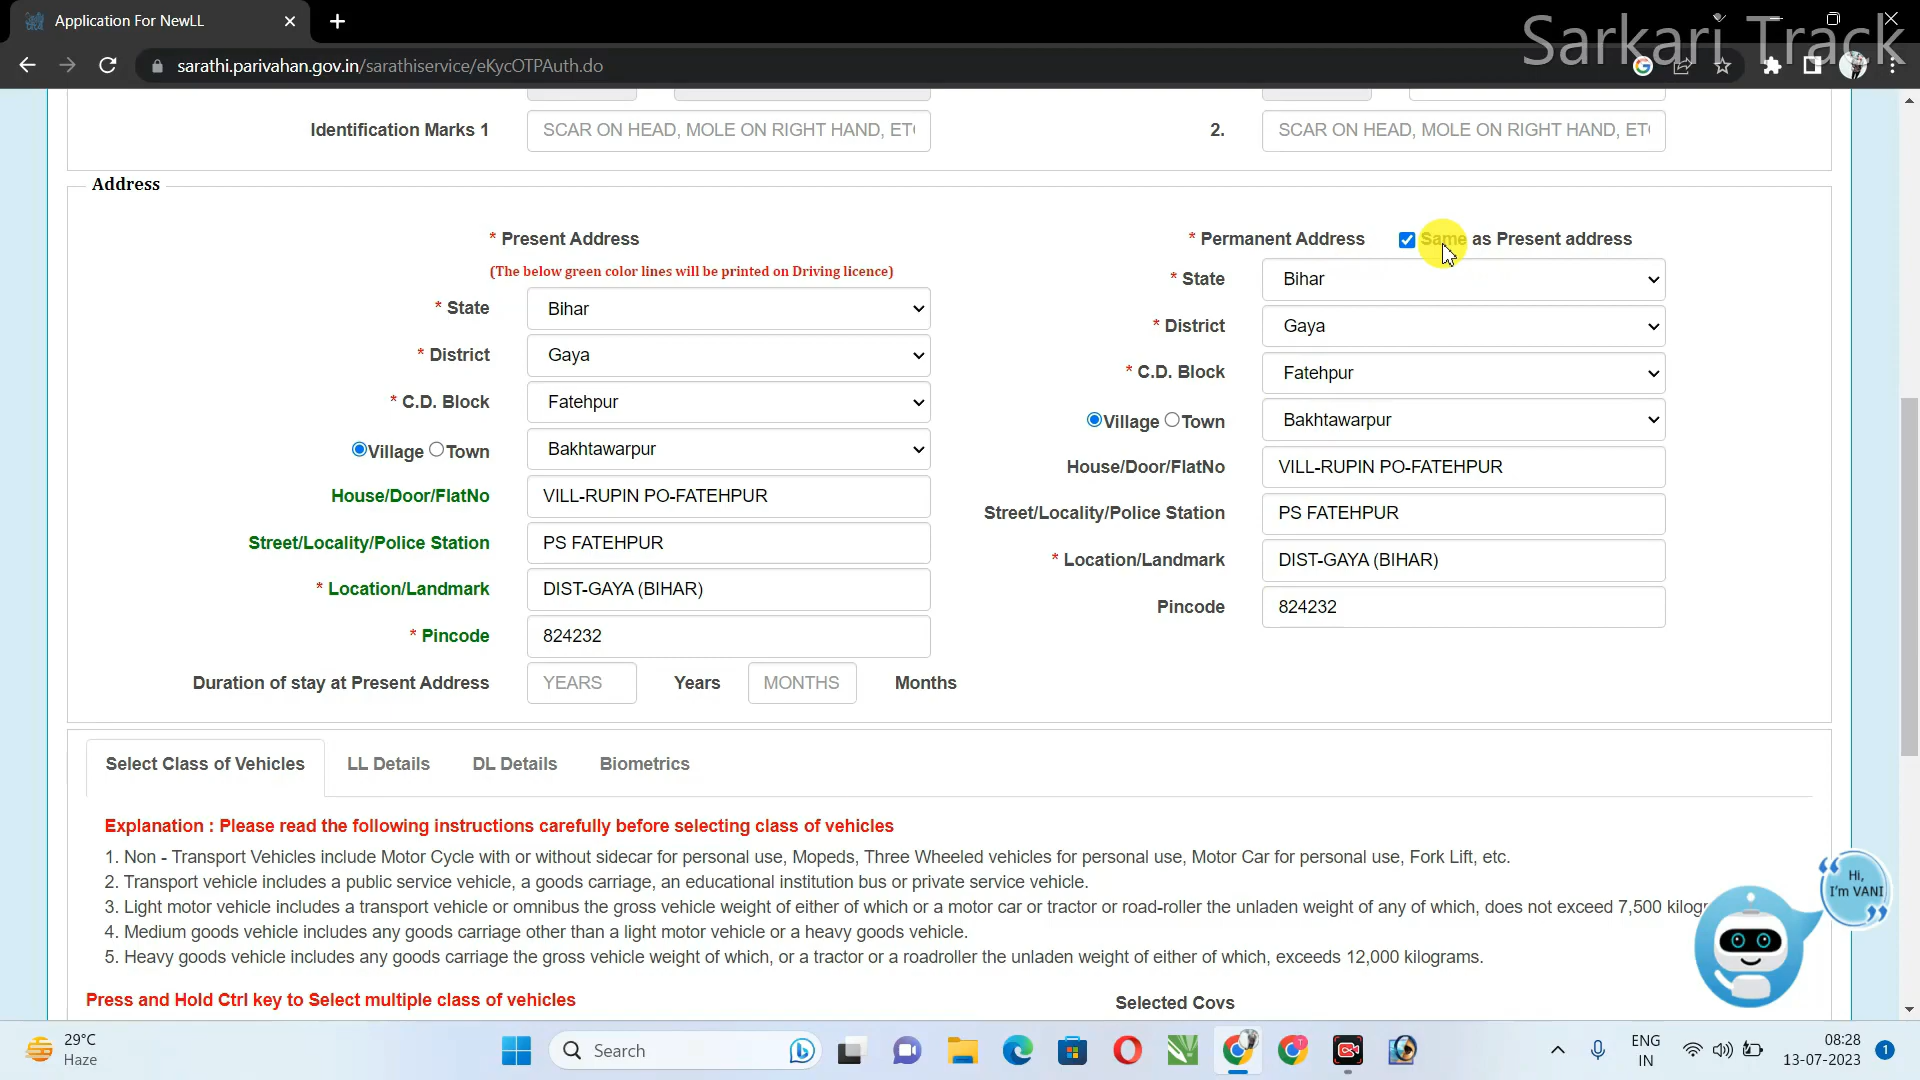 Application For NewLL
Sarkari Track
sarathi.parivahan.gov.in/sarathiservice/eKycOTPAuth.do
Identification Marks 1
SCAR ON HEAD, MOLE ON RIGHT HAND, ET
2.
SCAR ON HEAD, MOLE ON RIGHT HAND, ET
Address
* Present Address
(The below green color lines will be printed on Driving licence)
* State
Bihar
* District
Gaya
* C.D. Block
Fatehpur
Village Town
Bakhtawarpur
House/Door/FlatNo
VILL-RUPIN PO-FATEHPUR
Street/Locality/Police Station
PS FATEHPUR
* Location/Landmark
DIST-GAYA (BIHAR)
* Pincode
824232
Duration of stay at Present Address
YEARS
Years
MONTHS
Months
* Permanent Address
Same as Present address
* State
Bihar
* District
Gaya
* C.D. Block
Fatehpur
Village Town
Bakhtawarpur
House/Door/FlatNo
VILL-RUPIN PO-FATEHPUR
Street/Locality/Police Station
PS FATEHPUR
* Location/Landmark
DIST-GAYA (BIHAR)
Pincode
824232
Select Class of Vehicles
LL Details
DL Details
Biometrics
Explanation : Please read the following instructions carefully before selecting class of vehicles
1. Non - Transport Vehicles include Motor Cycle with or without sidecar for personal use, Mopeds, Three Wheeled vehicles for personal use, Motor Car for personal use, Fork Lift, etc.
2. Transport vehicle includes a public service vehicle, a goods carriage, an educational institution bus or private service vehicle.
3. Light motor vehicle includes a transport vehicle or omnibus the gross vehicle weight of either of which or a motor car or tractor or road-roller the unladen weight of any of which, does not exceed 7,500 kilogr
4. Medium goods vehicle includes any goods carriage other than a light motor vehicle or a heavy goods vehicle.
5. Heavy goods vehicle includes any goods carriage the gross vehicle weight of which, or a tractor or a roadroller the unladen weight of either of which, exceeds 12,000 kilograms.
Hi,
I'm VANI
Press and Hold Ctrl key to Select multiple class of vehicles
Selected Covs
29°C
Haze
Search
ENG
IN
08:28
13-07-2023
1